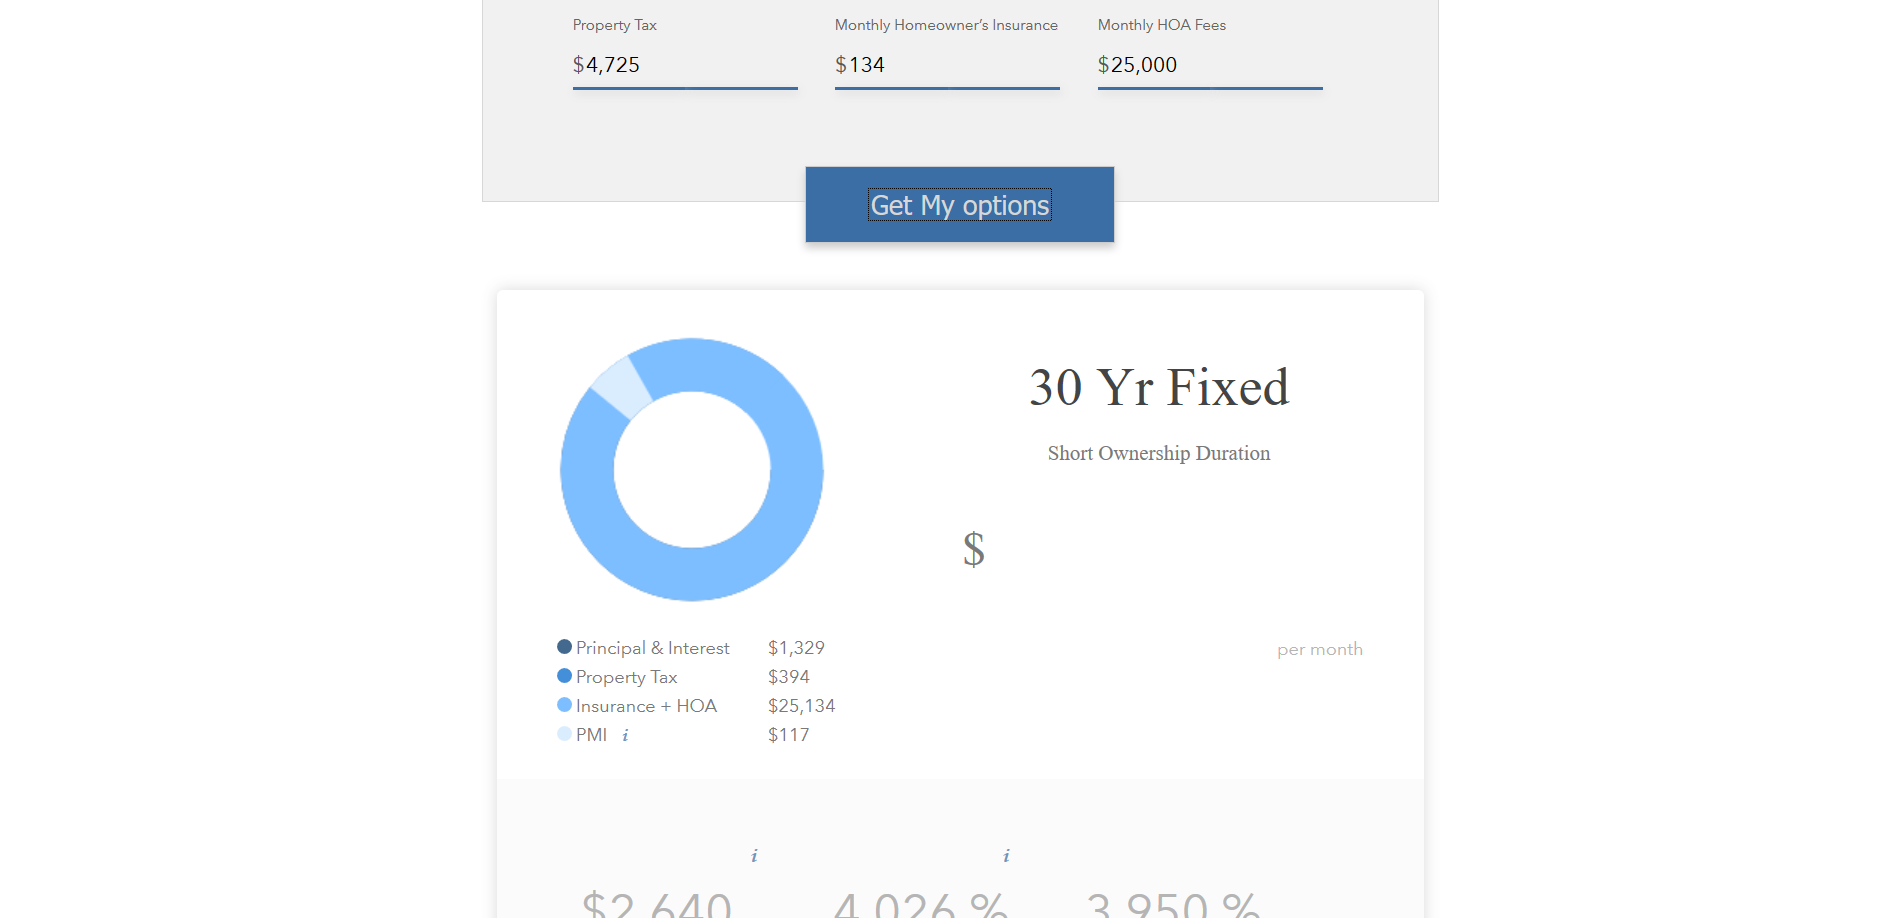 Property Tax
Monthly Homeowner’s Insurance
Monthly HOA Fees
$4,725
$134
$25,000
Get My options
30 Yr Fixed
Short Ownership Duration
$
Principal & Interest $1,329
per month
Property Tax $394
Insurance + HOA $25,134
PMI i $117
i
i
$2,640
4.026 %
3.950 %